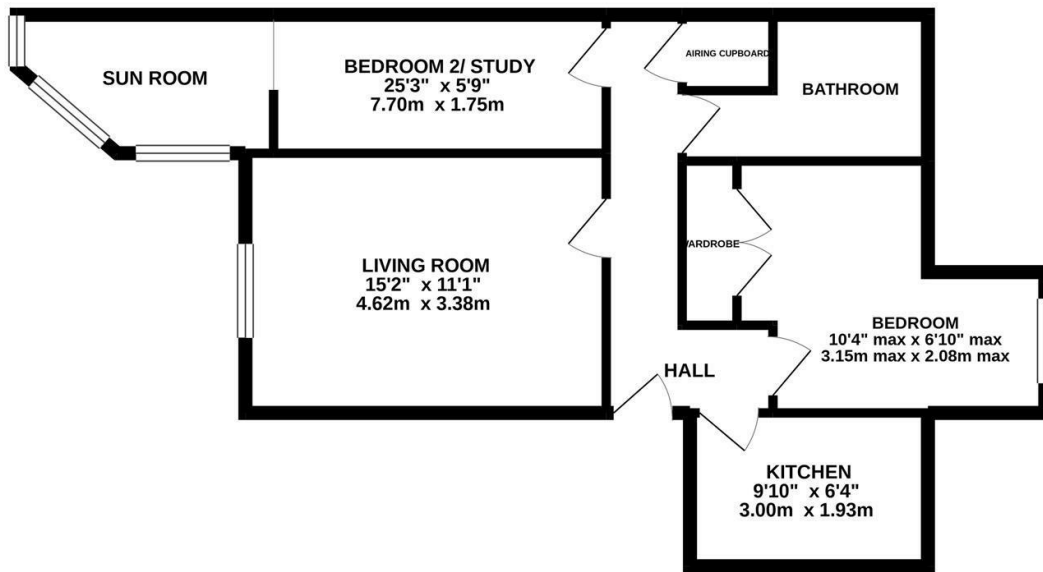 SUN ROOM
BEDROOM 2/ STUDY
25'3" x 5'9"
7.70m x 1.75m
AIRING CUPBOARD
BATHROOM
LIVING ROOM
15'2" x 11'1"
4.62m x 3.38m
WARDROBE
BEDROOM
10'4" max x 6'10" max
3.15m max x 2.08m max
HALL
KITCHEN
9'10" x 6'4"
3.00m x 1.93m